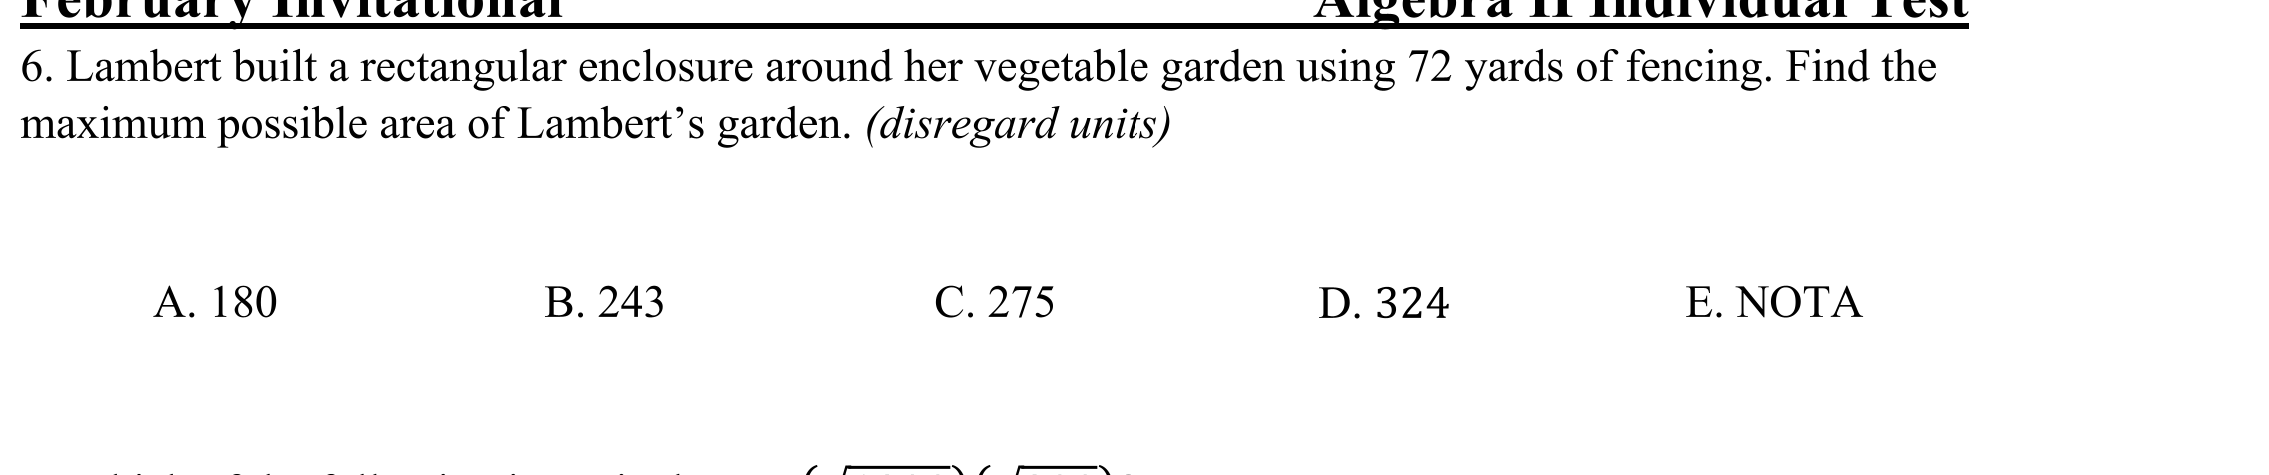 February Invitational Algebra II Individual Test
6. Lambert built a rectangular enclosure around her vegetable garden using 72 yards of fencing. Find the
maximum possible area of Lambert’s garden. (disregard units)
A. 180 B. 243 C. 275 D. 324 E. NOTA